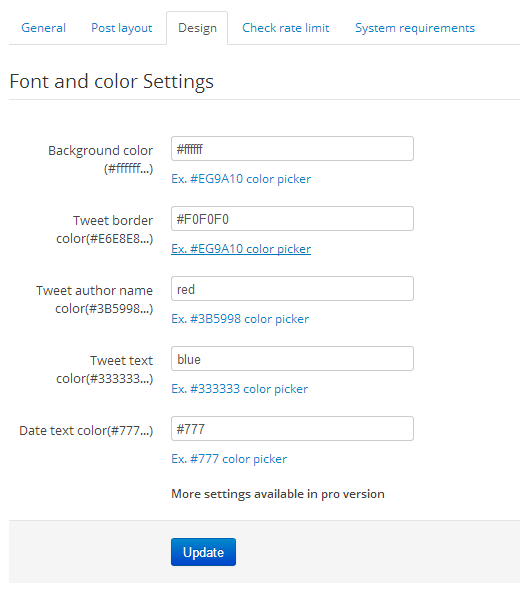 General Post layout Design Check rate limit System requirements
Font and color Settings
Background color #ffffff
(#ffffff...)
Ex. #EG9A10 color picker
Tweet border #F0F0F0
color(#E6E8E8...)
Ex. #EG9A10 color picker
Tweet author name red
color(#3B5998...)
Ex. #3B5998 color picker
Tweet text blue
color(#333333...)
Ex. #333333 color picker
Date text color(#777...) #777
Ex. #777 color picker
More settings available in pro version
Update